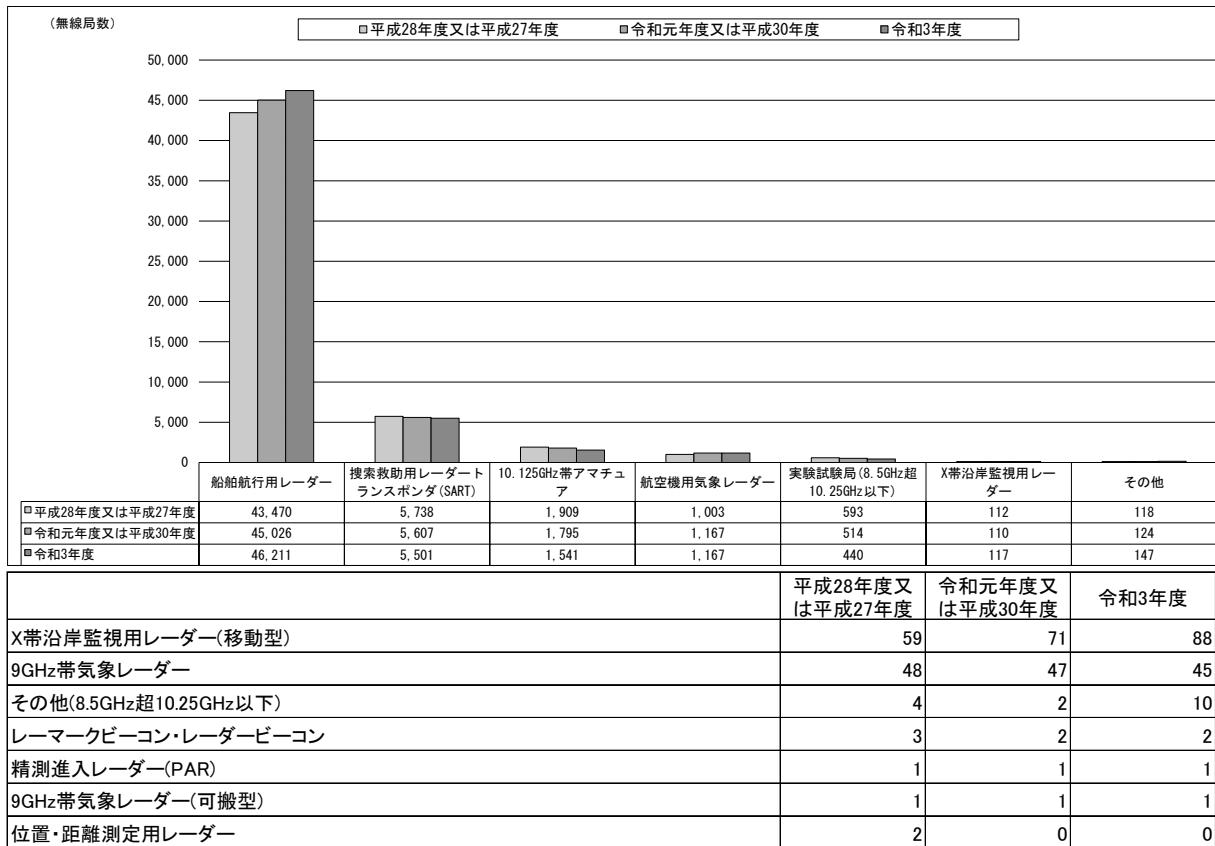 (無線局数)
□平成28年度又は平成27年度 ■令和元年度又は平成30年度 ■令和3年度
50,000
45,000
40,000
35,000
30,000
25,000
20,000
15,000
10,000
5,000
0
船舶航行用レーダー 捜索救助用レーダートランスポンダ(SART) 10.125GHz帯アマチュア 航空機用気象レーダー 実験試験局(8.5GHz超10.25GHz以下) X帯沿岸監視用レーダー その他
□平成28年度又は平成27年度 43,470 5,738 1,909 1,003 593 112 118
■令和元年度又は平成30年度 45,026 5,607 1,795 1,167 514 110 124
■令和3年度 46,211 5,501 1,541 1,167 440 117 147
平成28年度又は平成27年度 令和元年度又は平成30年度 令和3年度
X帯沿岸監視用レーダー(移動型) 59 71 88
9GHz帯気象レーダー 48 47 45
その他(8.5GHz超10.25GHz以下) 4 2 10
レーマークビーコン・レーダービーコン 3 2 2
精測進入レーダー(PAR) 1 1 1
9GHz帯気象レーダー(可搬型) 1 1 1
位置・距離測定用レーダー 2 0 0